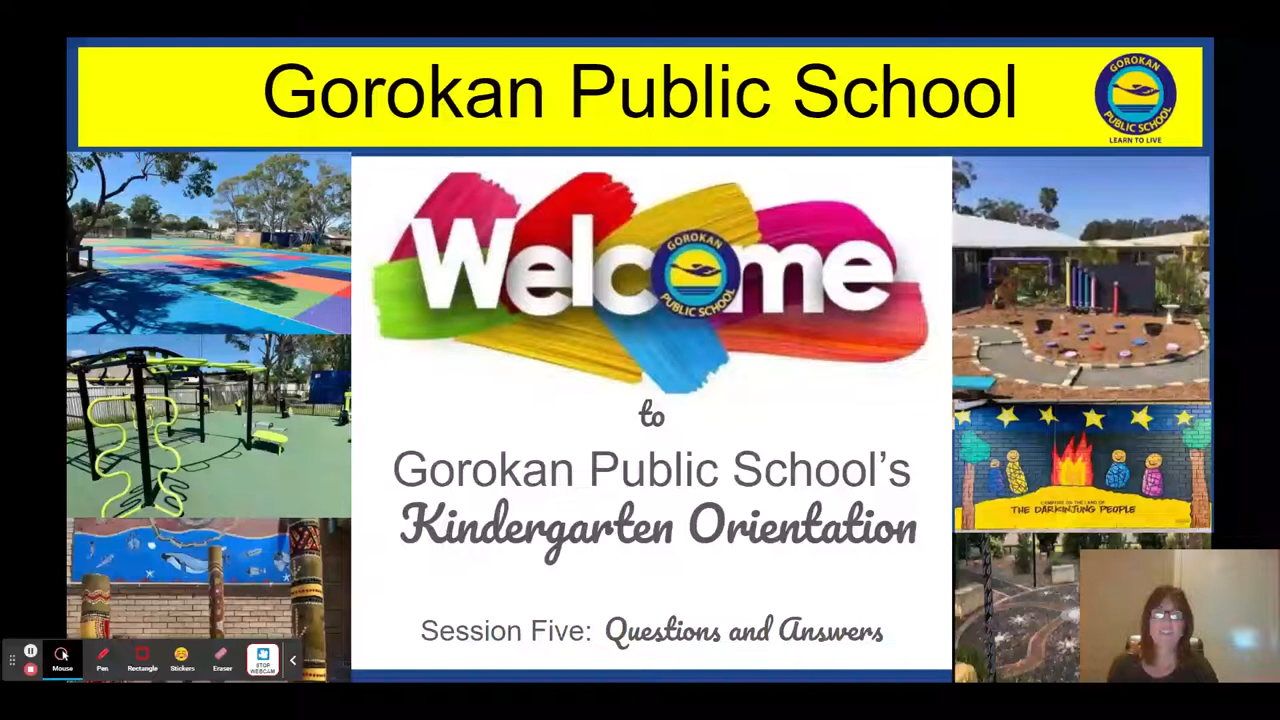 Gorokan Public School
GOROKAN
PUBLIC SCHOOL
LEARN TO LIVE
Welcome
GOROKAN
PUBLIC SCHOOL
to
Gorokan Public School's
Kindergarten Orientation
Session Five: Questions and Answers
THE DARKINJUNG PEOPLE
Mouse
Pen
Rectangle
Stickers
Eraser
STOP
WEBCAM